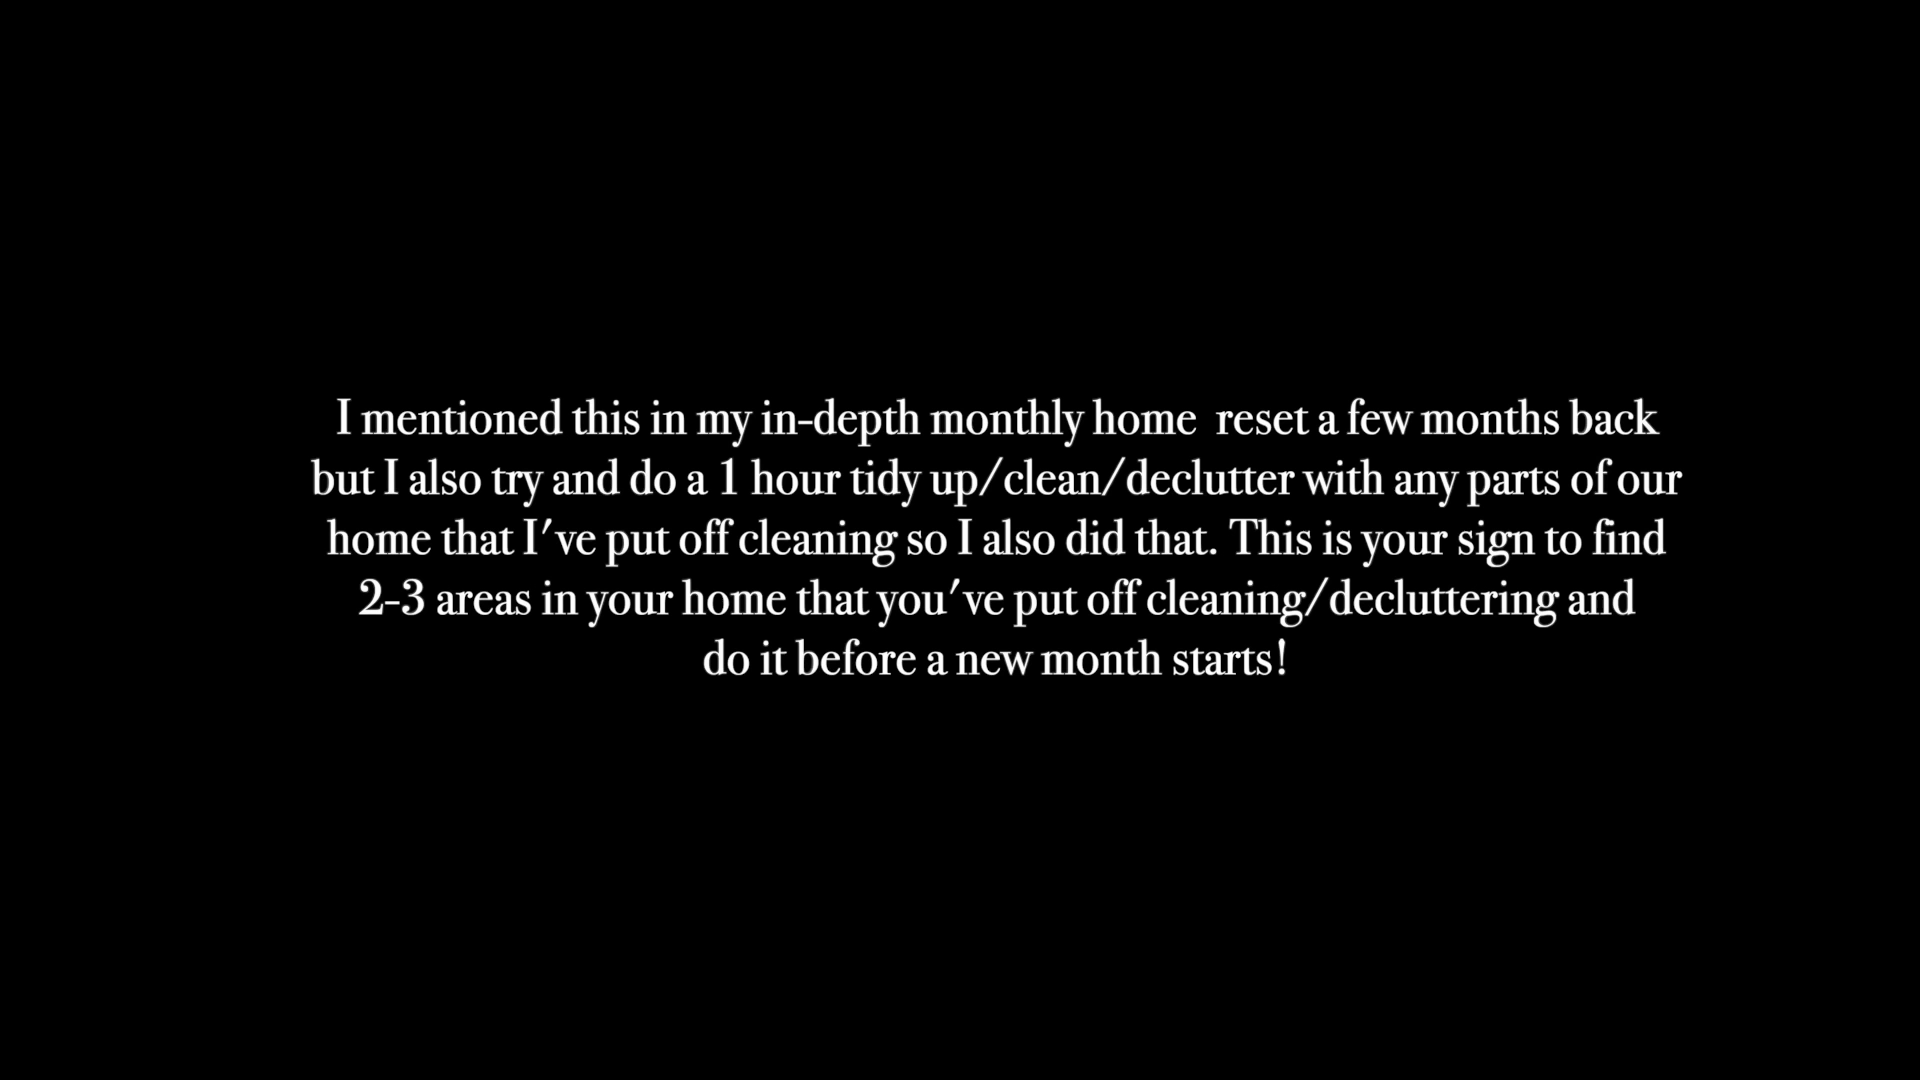 I mentioned this in my in-depth monthly home  reset a few months back
but I also try and do a 1 hour tidy up/clean/declutter with any parts of our
home that I've put off cleaning so I also did that. This is your sign to find
2-3 areas in your home that you've put off cleaning/decluttering and
do it before a new month starts!